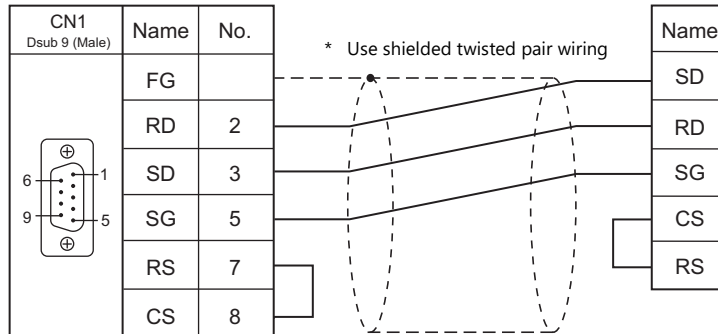 CN1
Dsub 9 (Male)
Name
No.
* Use shielded twisted pair wiring
Name
FG
SD
RD
2
RD
SD
3
SG
SG
5
CS
RS
7
RS
CS
8
1
6
9
5